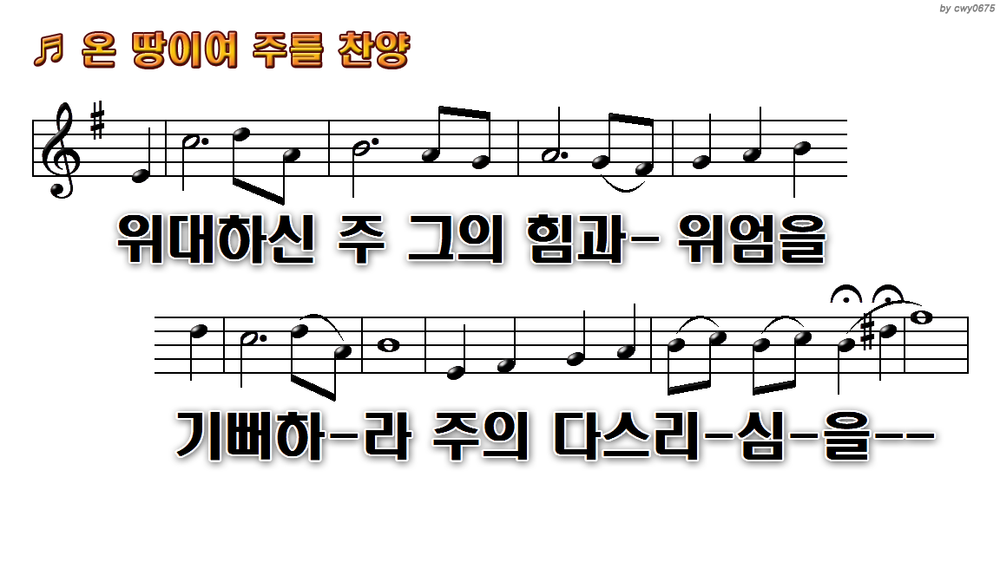 by cwy0675
♬ 온 땅이여 주를 찬양
위대하신 주 그의 힘과- 위엄을
기뻐하-라 주의 다스리-심-을--